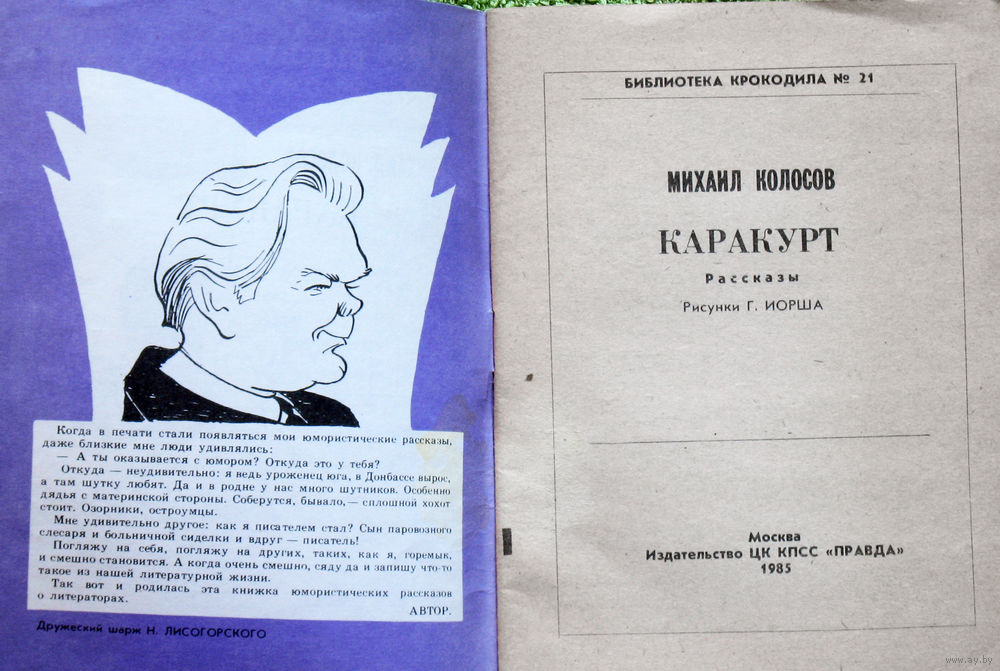 Когда в печати стали появляться мои юмористические рассказы,
даже близкие мне люди удивлялись:
— А ты оказывается с юмором? Откуда это у тебя?
Откуда — неудивительно: я ведь уроженец юга, в Донбассе вырос,
а там шутку любят. Да и в родне у нас много шутников. Особенно
дядья с материнской стороны. Соберутся, бывало,— сплошной хохот
стоит. Озорники, остроумцы.
Мне удивительно другое: как я писателем стал? Сын паровозного
слесаря и больничной сиделки и вдруг — писатель!
Погляжу на себя, погляжу на других, таких, как я, горемык,
и смешно становится. А когда очень смешно, сяду да и запишу что-то
такое из нашей литературной жизни.
Так вот и родилась эта книжка юмористических рассказов
о литераторах.
АВТОР.
Дружеский шарж Н. ЛИСОГОРСКОГО
БИБЛИОТЕКА КРОКОДИЛА № 21
МИХАИЛ КОЛОСОВ
КАРАКУРТ
Рассказы
Рисунки Г. ИОРША
Москва
Издательство ЦК КПСС «ПРАВДА»
1985
www.ay.by